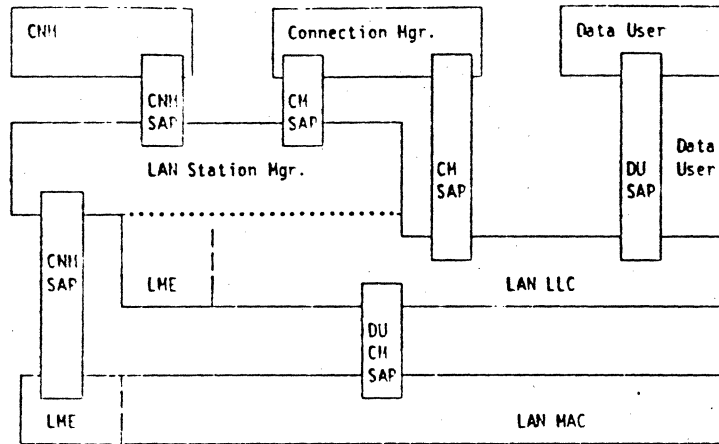 CNM
Connection Mgr.
Data User
CNM
SAP
CM
SAP
CM
SAP
DU
SAP
Data
User
LAN Station Mgr.
CNM
SAP
LME
LAN LLC
DU
CM
SAP
LME
LAN MAC